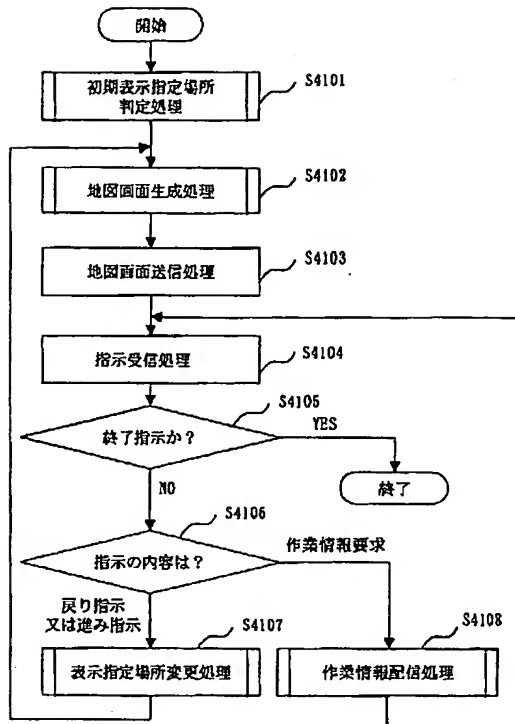 開始
初期表示指定場所
判定処理
S4101
地図画面生成処理
S4102
地図画面送信処理
S4103
指示受信処理
S4104
終了指示か?
S4105
YES
終了
NO
指示の内容は?
S4106
作業情報要求
戻り指示
又は進み指示
S4107
表示指定場所変更処理
S4108
作業情報配信処理